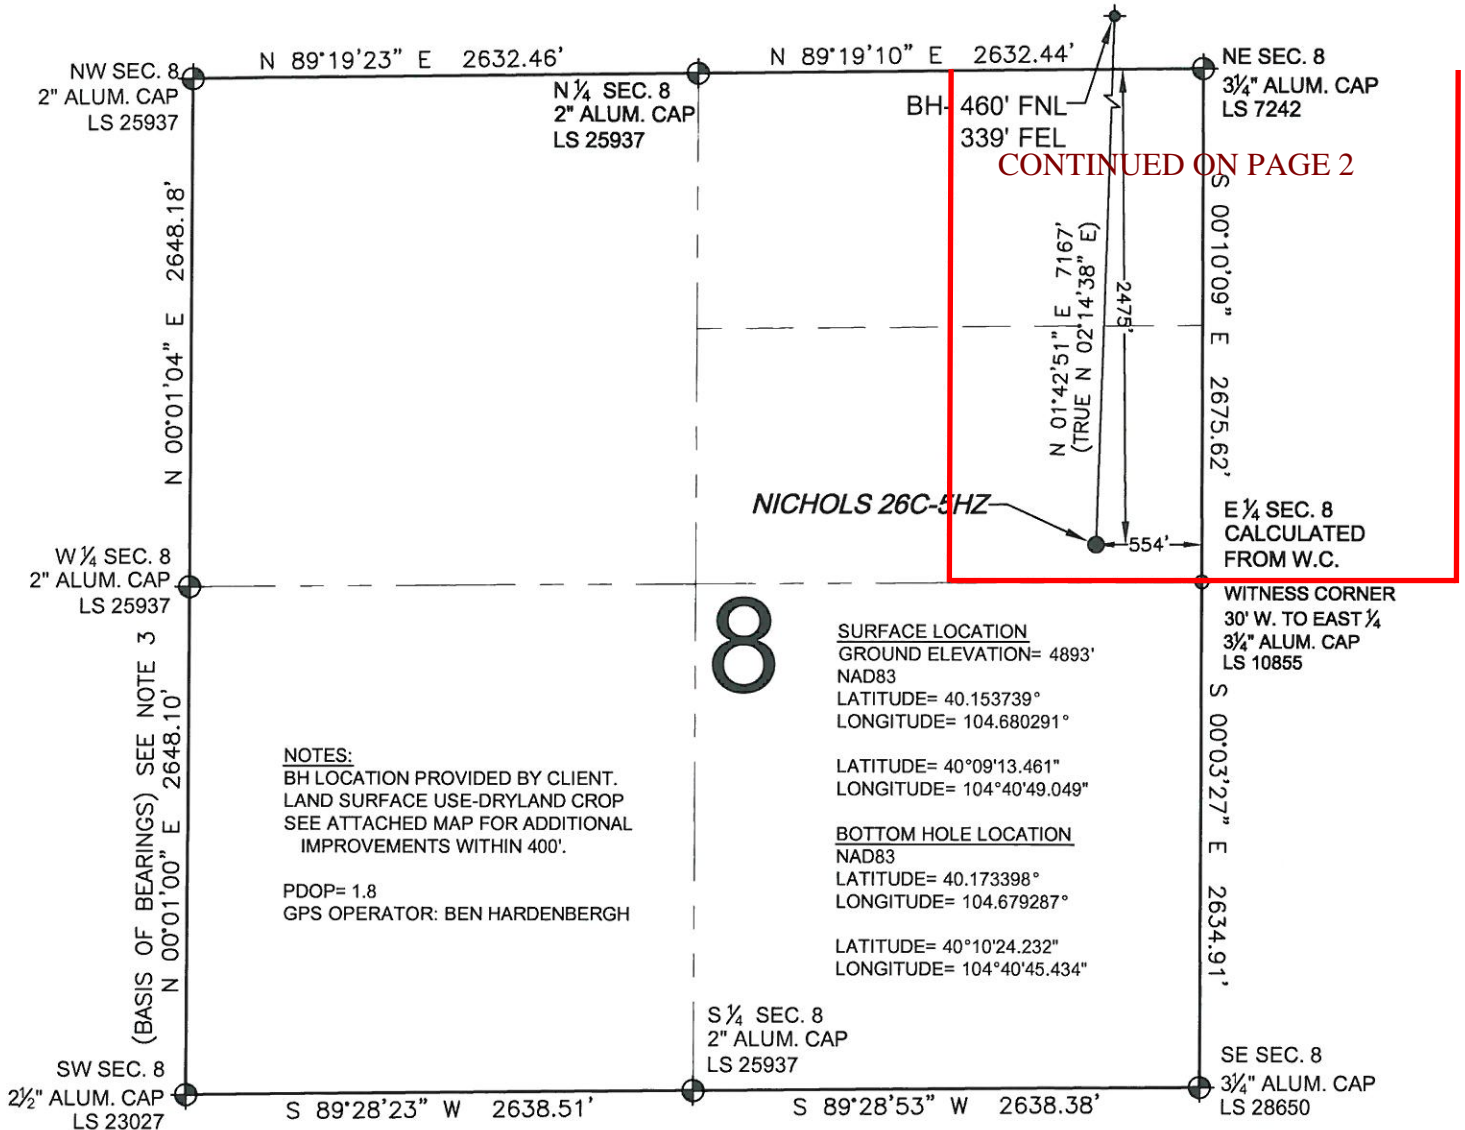 N 89°19'23" E 2632.46'
N 89°19'10" E 2632.44'
NW SEC. 8
2" ALUM. CAP
LS 25937
N ¼ SEC. 8
2" ALUM. CAP
LS 25937
NE SEC. 8
3¼" ALUM. CAP
LS 7242
BH- 460' FNL
339' FEL
CONTINUED ON PAGE 2
N 00°01'04" E 2648.18'
N 01°42'51" E 7167'
(TRUE N 02°14'38" E)
2475'
S 00°10'09" E 2675.62'
NICHOLS 26C-5HZ
554'
E ¼ SEC. 8
CALCULATED
FROM W.C.
W ¼ SEC. 8
2" ALUM. CAP
LS 25937
WITNESS CORNER
30' W. TO EAST ¼
3¼" ALUM. CAP
LS 10855
8
SURFACE LOCATION
GROUND ELEVATION= 4893'
NAD83
LATITUDE= 40.153739°
LONGITUDE= 104.680291°
LATITUDE= 40°09'13.461"
LONGITUDE= 104°40'49.049"
BOTTOM HOLE LOCATION
NAD83
LATITUDE= 40.173398°
LONGITUDE= 104.679287°
LATITUDE= 40°10'24.232"
LONGITUDE= 104°40'45.434"
(BASIS OF BEARINGS) SEE NOTE 3
N 00°01'00" E 2648.10'
NOTES:
BH LOCATION PROVIDED BY CLIENT.
LAND SURFACE USE-DRYLAND CROP
SEE ATTACHED MAP FOR ADDITIONAL
IMPROVEMENTS WITHIN 400'.
PDOP= 1.8
GPS OPERATOR: BEN HARDENBERGH
S 00°03'27" E 2634.91'
S ¼ SEC. 8
2" ALUM. CAP
LS 25937
SW SEC. 8
2½" ALUM. CAP
LS 23027
SE SEC. 8
3¼" ALUM. CAP
LS 28650
S 89°28'23" W 2638.51'
S 89°28'53" W 2638.38'